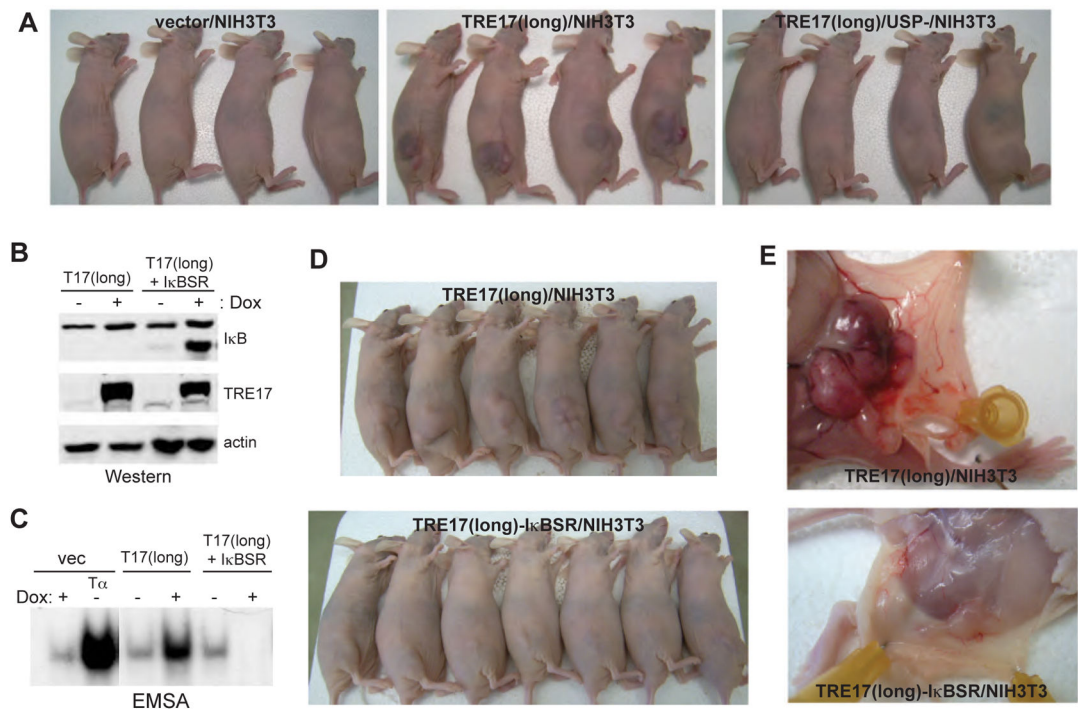 A
vector/NIH3T3
TRE17(long)/NIH3T3
TRE17(long)/USP-/NIH3T3
B
T17(long)
T17(long)
+ IκBSR
- + - + : Dox
IκB
TRE17
actin
Western
C
vec
T17(long)
T17(long)
+ IκBSR
Tα
Dox: + - - + - +
EMSA
D
TRE17(long)/NIH3T3
TRE17(long)-IκBSR/NIH3T3
E
TRE17(long)/NIH3T3
TRE17(long)-IκBSR/NIH3T3